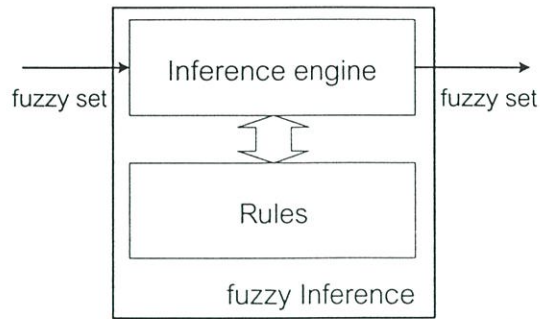 Inference engine
fuzzy set
fuzzy set
Rules
fuzzy Inference